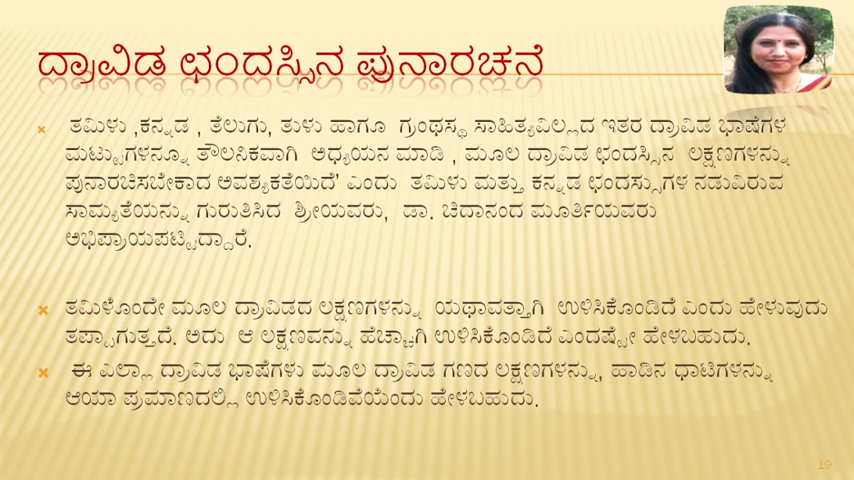 ದ್ರಾವಿಡ ಛಂದಸ್ಸಿನ ಪುನಾರಚನೆ
ತಮಿಳು ,ಕನ್ನಡ , ತೆಲುಗು, ತುಳು ಹಾಗೂ ಗ್ರಂಥಸ್ಥ ಸಾಹಿತ್ಯವಿಲ್ಲದ ಇತರ ದ್ರಾವಿಡ ಭಾಷೆಗಳ
ಮಟ್ಟುಗಳನ್ನೂ ತೌಲನಿಕವಾಗಿ ಅಧ್ಯಯನ ಮಾಡಿ , ಮೂಲ ದ್ರಾವಿಡ ಛಂದಸ್ಸಿನ ಲಕ್ಷಣಗಳನ್ನು
ಪುನಾರಚಿಸಬೇಕಾದ ಅವಶ್ಯಕತೆಯಿದೆ' ಎಂದು ತಮಿಳು ಮತ್ತು ಕನ್ನಡ ಛಂದಸ್ಸುಗಳ ನಡುವಿರುವ
ಸಾಮ್ಯತೆಯನ್ನು ಗುರುತಿಸಿದ ಶ್ರೀಯವರು, ಡಾ. ಚಿದಾನಂದ ಮೂರ್ತಿಯವರು
ಅಭಿಪ್ರಾಯಪಟ್ಟಿದ್ದಾರೆ.
ತಮಿಳೊಂದೇ ಮೂಲ ದ್ರಾವಿಡದ ಲಕ್ಷಣಗಳನ್ನು ಯಥಾವತ್ತಾಗಿ ಉಳಿಸಿಕೊಂಡಿದೆ ಎಂದು ಹೇಳುವುದು
ತಪ್ಪಾಗುತ್ತದೆ. ಅದು ಆ ಲಕ್ಷಣವನ್ನು ಹೆಚ್ಚಾಗಿ ಉಳಿಸಿಕೊಂಡಿದೆ ಎಂದಷ್ಟೇ ಹೇಳಬಹುದು.
ಈ ಎಲ್ಲಾ ದ್ರಾವಿಡ ಭಾಷೆಗಳು ಮೂಲ ದ್ರಾವಿಡ ಗಣದ ಲಕ್ಷಣಗಳನ್ನು, ಹಾಡಿನ ಧಾಟಿಗಳನ್ನು
ಆಯಾ ಪ್ರಮಾಣದಲ್ಲಿ ಉಳಿಸಿಕೊಂಡಿವೆಯೆಂದು ಹೇಳಬಹುದು.
19